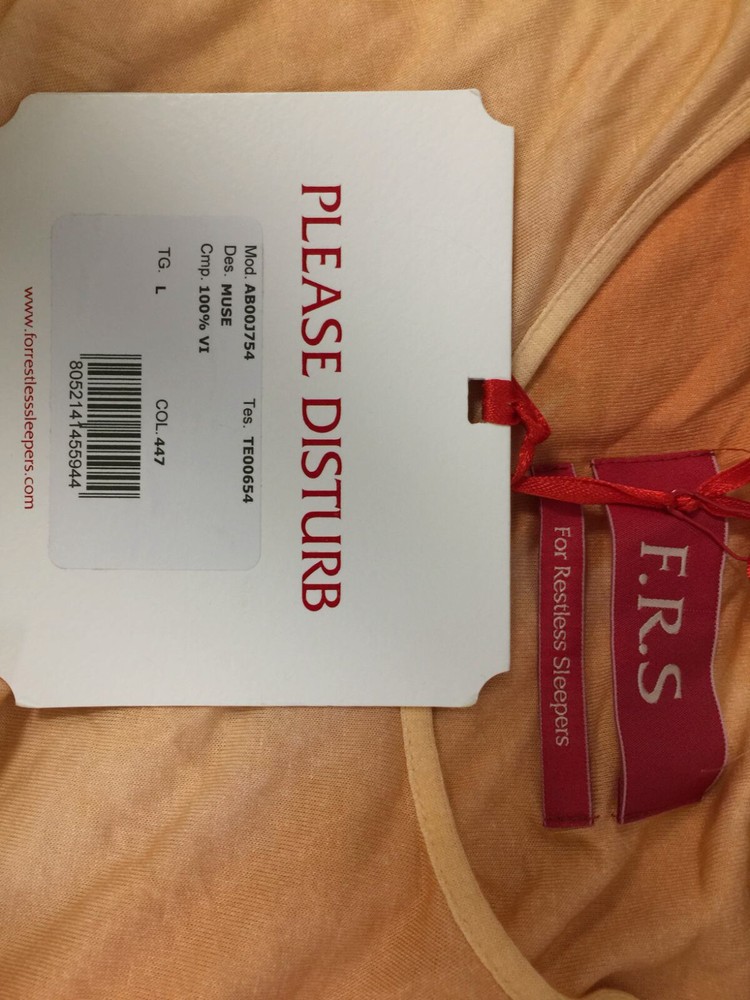 F.R.S
For Restless Sleepers
PLEASE DISTURB
Mod. AB00J754 Tes. TE00654
Des. MUSE
Cmp. 100% VI
TG. L COL. 447
8052141455944
www.forrestlesssleepers.com